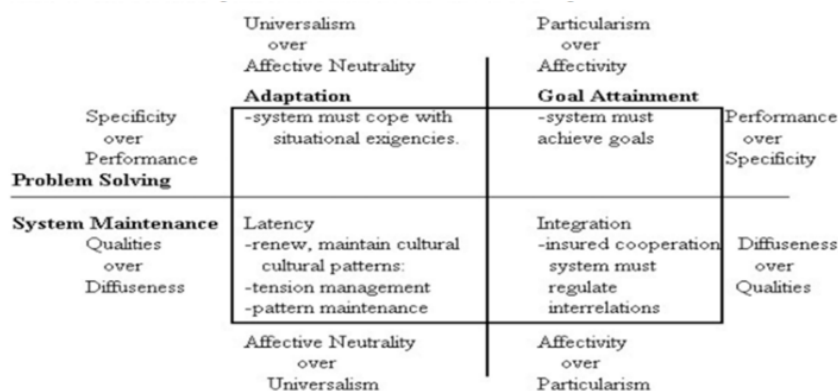 Universalism
over
Affective Neutrality
Particularism
over
Affectivity
Adaptation
Goal Attainment
Specificity
over
Performance
-system must cope with
situational exigencies.
-system must
achieve goals
Performance
over
Specificity
Problem Solving
System Maintenance
Qualities
over
Diffuseness
Latency
-renew, maintain cultural
cultural patterns:
-tension management
-pattern maintenance
Integration
-insured cooperation
system must
regulate
interrelations
Diffuseness
over
Qualities
Affective Neutrality
over
Universalism
Affectivity
over
Particularism